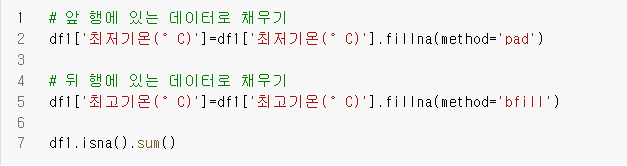 1 # 앞 행에 있는 데이터로 채우기
2 df1['최저기온(° C)']=df1['최저기온(° C)'].fillna(method='pad')
3
4 # 뒤 행에 있는 데이터로 채우기
5 df1['최고기온(° C)']=df1['최고기온(° C)'].fillna(method='bfill')
6
7 df1.isna().sum()